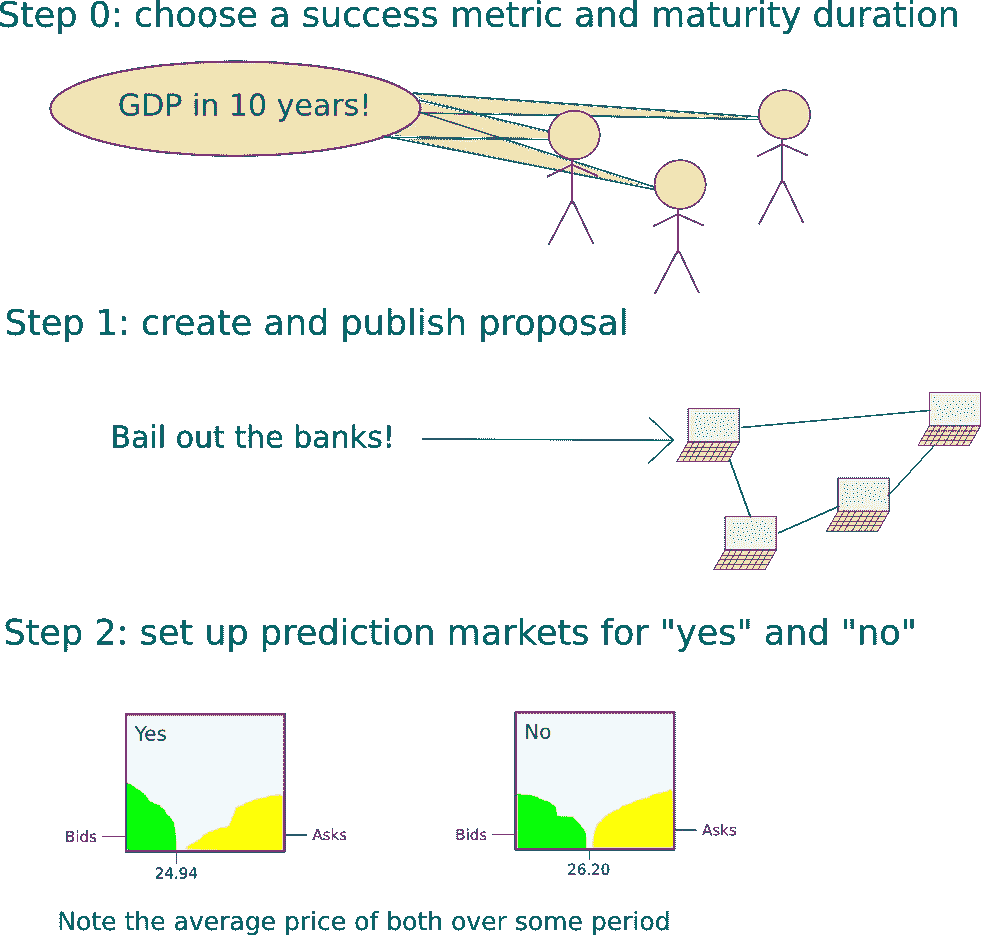 Step 0: choose a success metric and maturity duration
GDP in 10 years!
Step 1: create and publish proposal
Bail out the banks!
Step 2: set up prediction markets for "yes" and "no"
Yes
No
Bids
Asks
Bids
Asks
24.94
26.20
Note the average price of both over some period